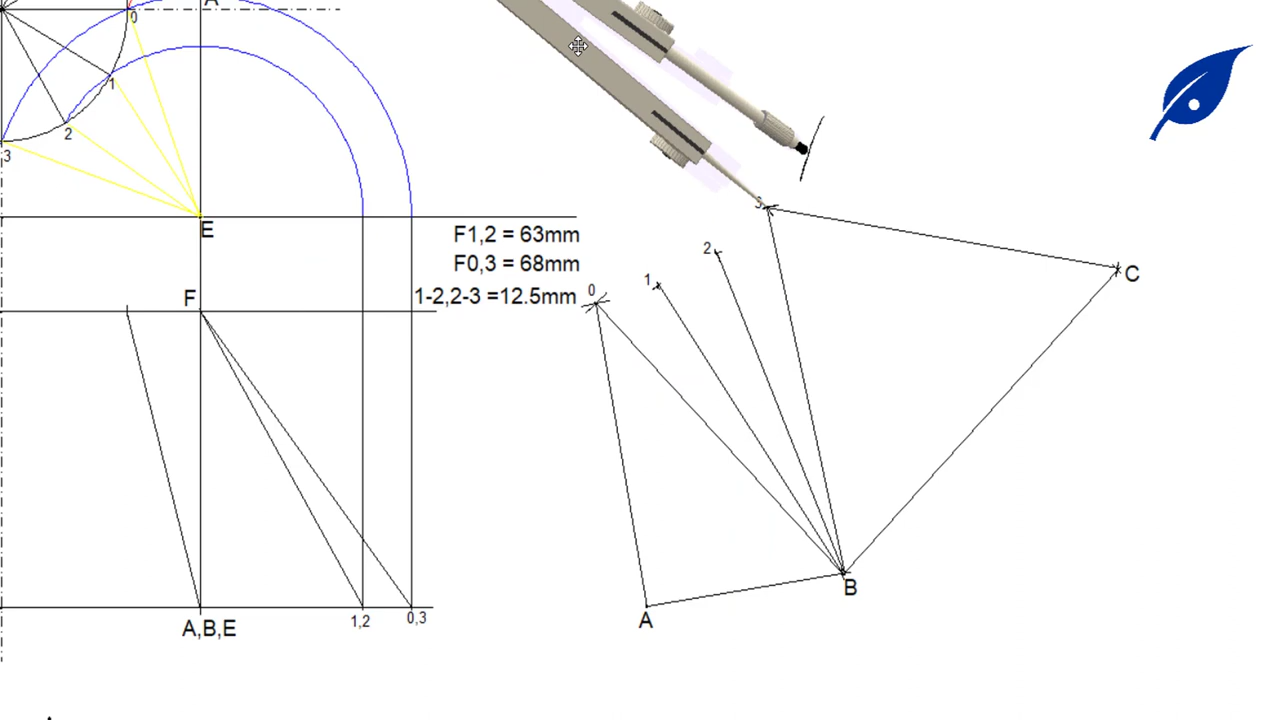 0
A
1
2
3
E
F1,2 = 63mm
F0,3 = 68mm
1-2,2-3 =12.5mm
F
A,B,E
1,2
0,3
0
1
2
3
C
B
A